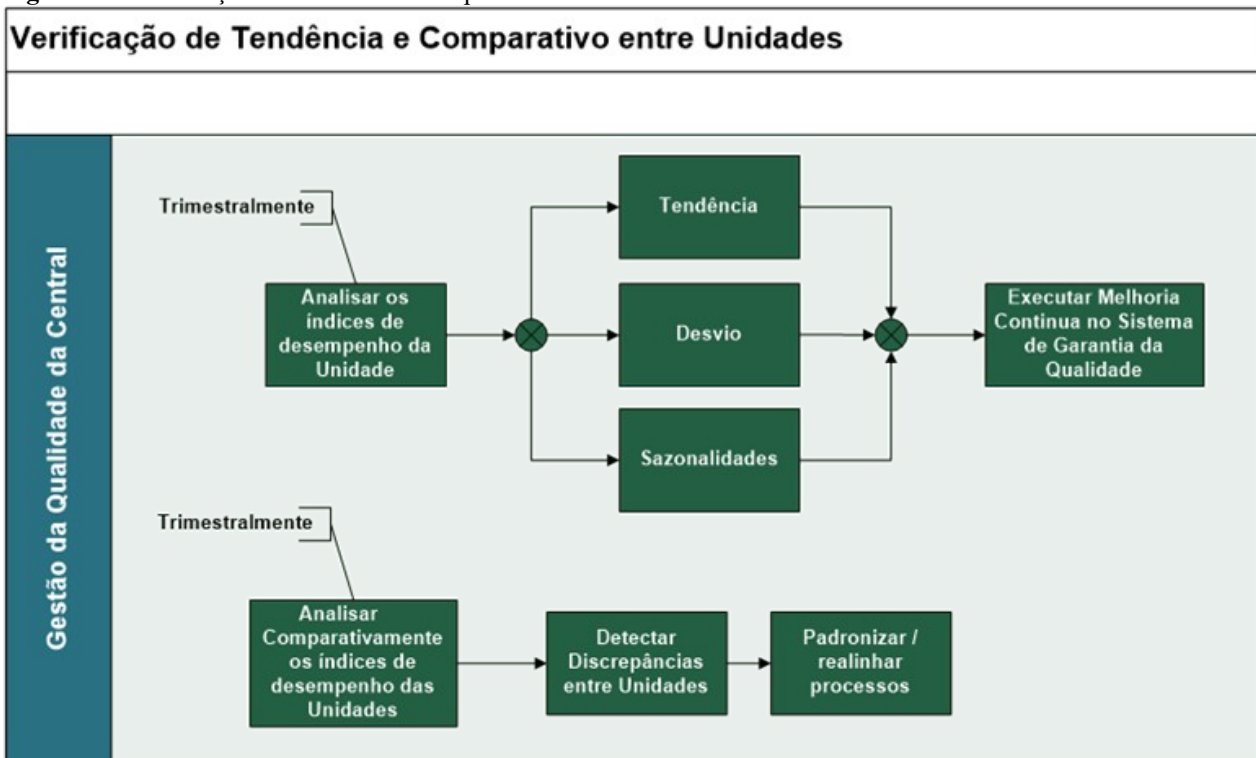 Verificação de Tendência e Comparativo entre Unidades
Gestão da Qualidade da Central
Trimestralmente
Analisar os
índices de
desempenho da
Unidade
Tendência
Desvio
Sazonalidades
Executar Melhoria
Continua no Sistema
de Garantia da
Qualidade
Trimestralmente
Analisar
Comparativamente
os índices de
desempenho das
Unidades
Detectar
Discrepâncias
entre Unidades
Padronizar /
realinhar
processos